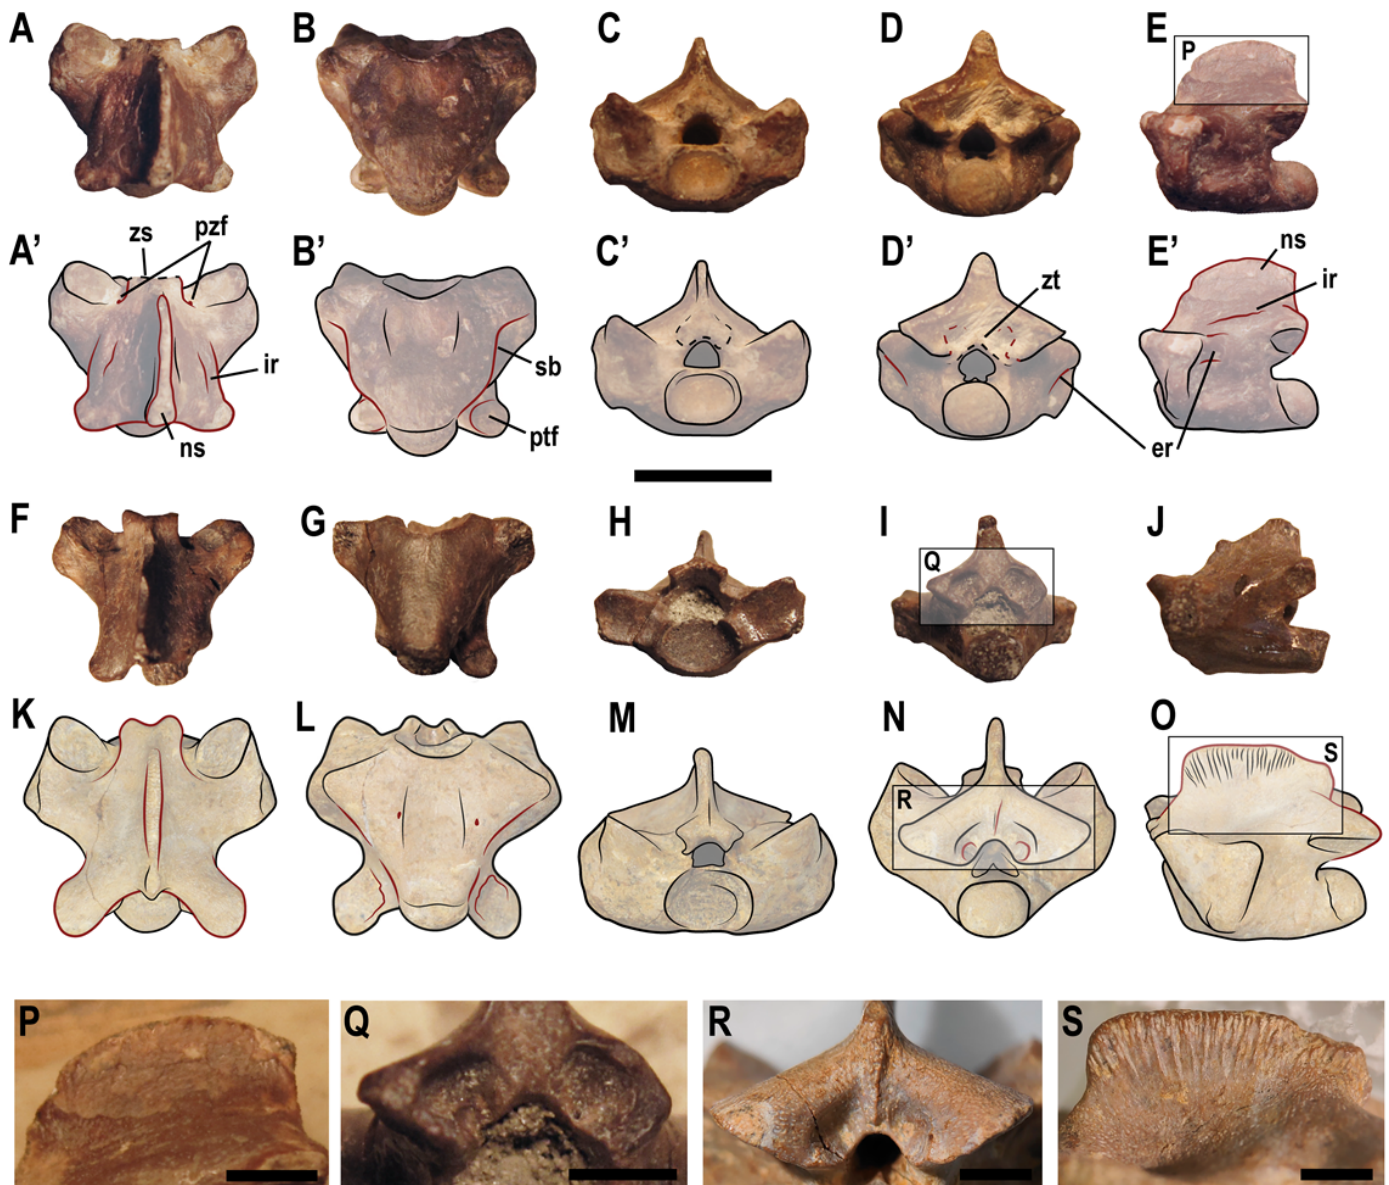 A B C D E
P
A’ zs pzf B’ C’ D’ zt E’ ns
ir
ir sb
ns ptf er
F G H I J
Q
K L M N O
S
R
P Q R S